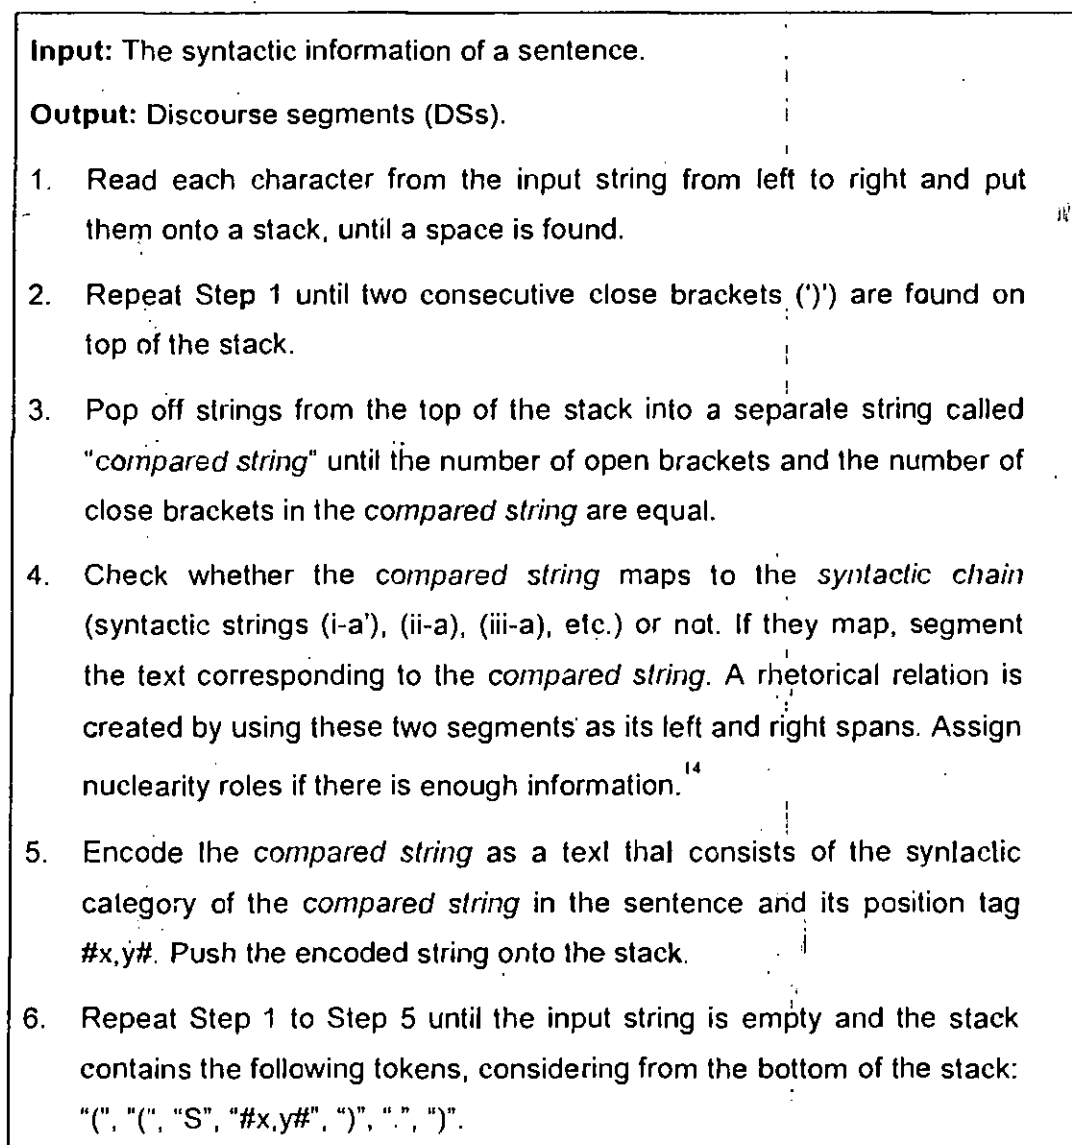 Input: The syntactic information of a sentence.
Output: Discourse segments (DSs).
1. Read each character from the input string from left to right and put
them onto a stack, until a space is found.
2. Repeat Step 1 until two consecutive close brackets (')') are found on
top of the stack.
3. Pop off strings from the top of the stack into a separate string called
"compared string" until the number of open brackets and the number of
close brackets in the compared string are equal.
4. Check whether the compared string maps to the syntactic chain
(syntactic strings (i-a'), (ii-a), (iii-a), etc.) or not. If they map, segment
the text corresponding to the compared string. A rhetorical relation is
created by using these two segments as its left and right spans. Assign
nuclearity roles if there is enough information.14
5. Encode the compared string as a text that consists of the syntactic
category of the compared string in the sentence and its position tag
#x,y#. Push the encoded string onto the stack.
6. Repeat Step 1 to Step 5 until the input string is empty and the stack
contains the following tokens, considering from the bottom of the stack:
"(", "(", "S", "#x,y#", ")", ".", ")".